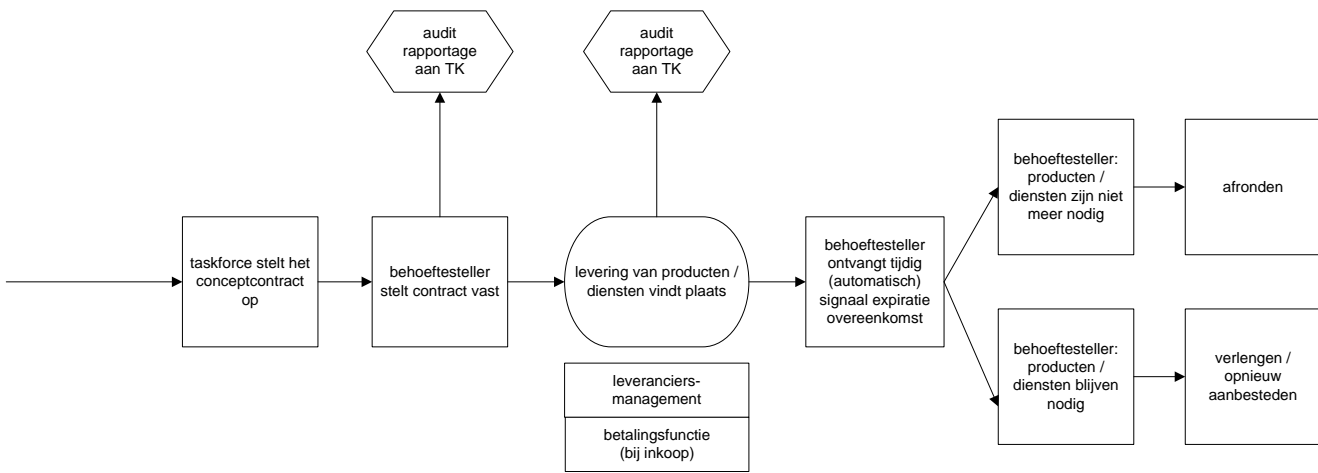 audit
rapportage
aan TK
audit
rapportage
aan TK
taskforce stelt het
conceptcontract
op
behoeftesteller
stelt contract vast
levering van producten /
diensten vindt plaats
leveranciers-
management
betalingsfunctie
(bij inkoop)
behoeftesteller
ontvangt tijdig
(automatisch)
signaal expiratie
overeenkomst
behoeftesteller:
producten /
diensten zijn niet
meer nodig
afronden
behoeftesteller:
producten /
diensten blijven
nodig
verlengen /
opnieuw
aanbesteden